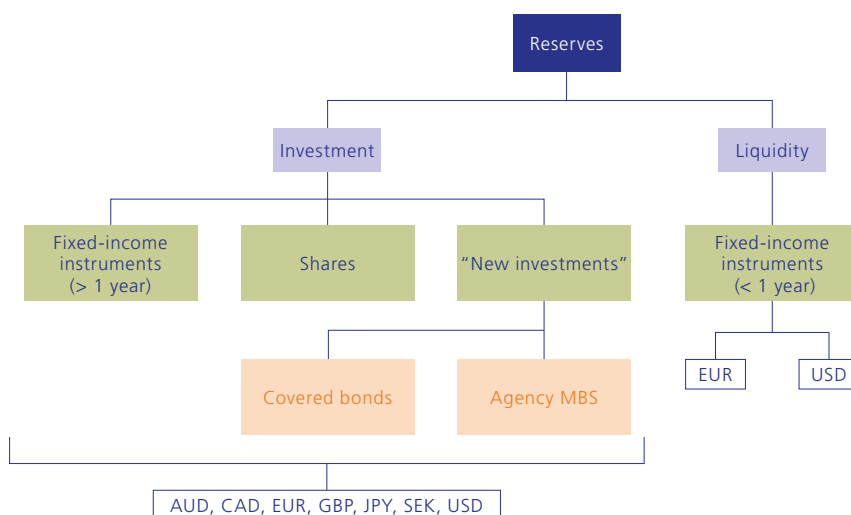 Reserves
Investment
Liquidity
Fixed-income
instruments
(> 1 year)
Shares
“New investments”
Fixed-income
instruments
(< 1 year)
Covered bonds
Agency MBS
EUR
USD
AUD, CAD, EUR, GBP, JPY, SEK, USD